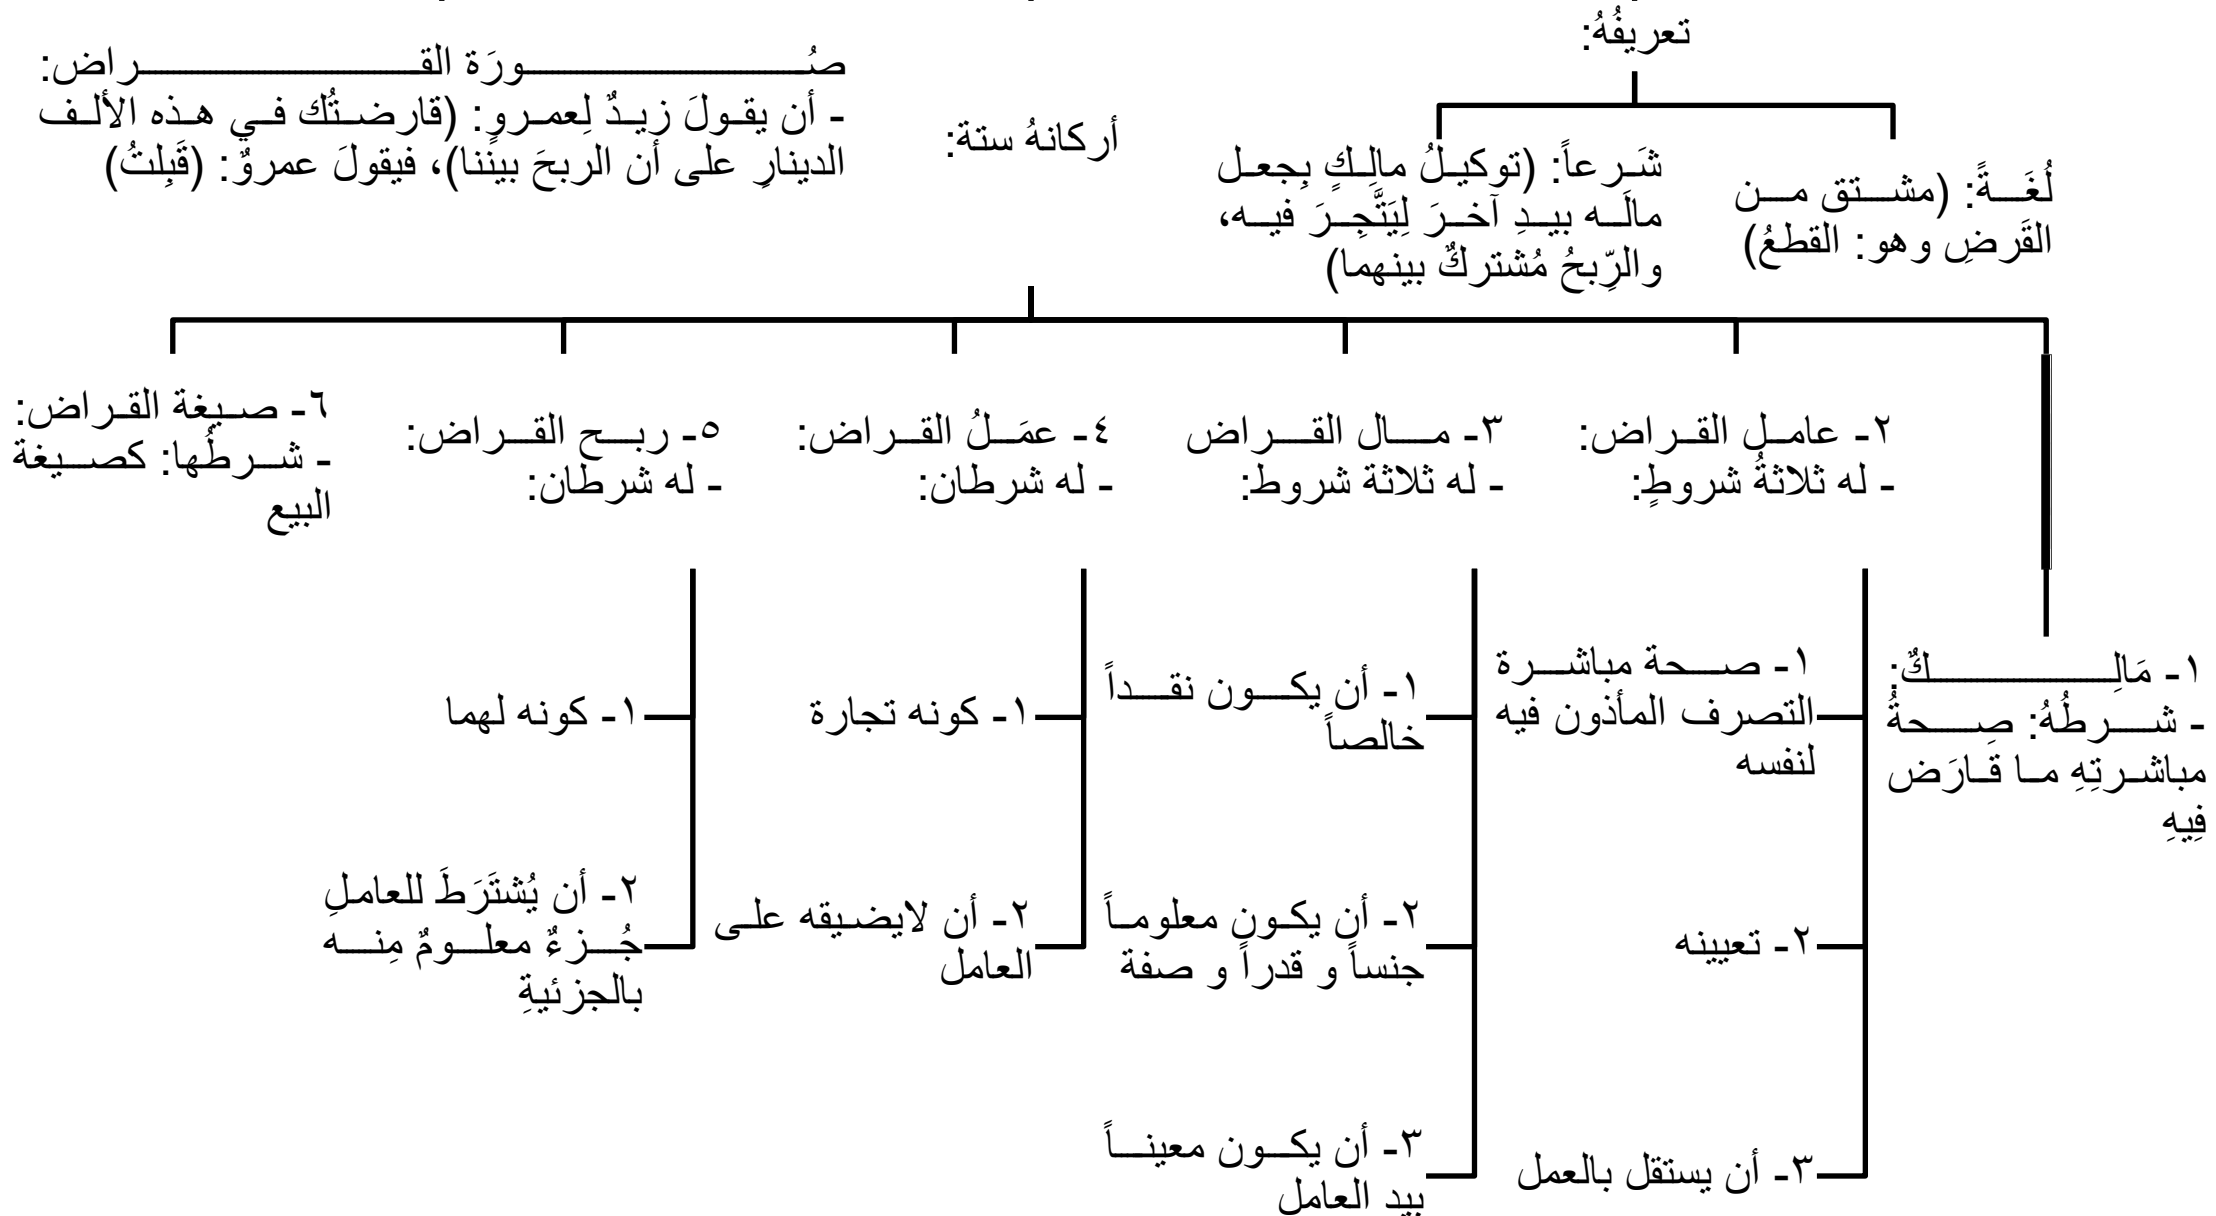 تعريفُهُ:
لُغَـةً: (مشتق من
القَرضِ وهو: القطعُ)
شَرعاً: (توكيلُ مالِكٍ بِجعل
مالَه بيدِ آخرَ لِيَتَّجِرَ فيه،
والرِّبحُ مُشتركٌ بينهما)
أركانهُ ستة:
صُورَة القراض:
- أن يقولَ زيدٌ لِعمروٍ: (قارضتُك في هذه الألف
الدينارِ على أن الربحَ بيننا)، فيقولَ عمروٌ: (قَبِلتُ)
١- مَالِكٌ:
- شرطُهُ: صِحةُ
مباشرتِهِ ما قَارَض
فِيهِ
٢- عامل القراض:
- له ثلاثةُ شروطٍ:
١- صحة مباشرة
التصرف المأذون فيه
لنفسه
٢- تعيينه
٣- أن يستقل بالعمل
٣- مال القراض
- له ثلاثة شروط:
١- أن يكون نقداً
خالصاً
٢- أن يكون معلوماً
جنساً و قدراً و صفة
٣- أن يكون معيناً
بيد العامل
٤- عمَلُ القراض:
- له شرطان:
١- كونه تجارة
٢- أن لايضيقه على
العامل
٥- ربح القراض:
- له شرطان:
١- كونه لهما
٢- أن يُشتَرَطَ للعاملِ
جُزءٌ معلومٌ مِنه
بالجزئيةِ
٦- صيغة القراض:
- شرطُها: كصيغة
البيع